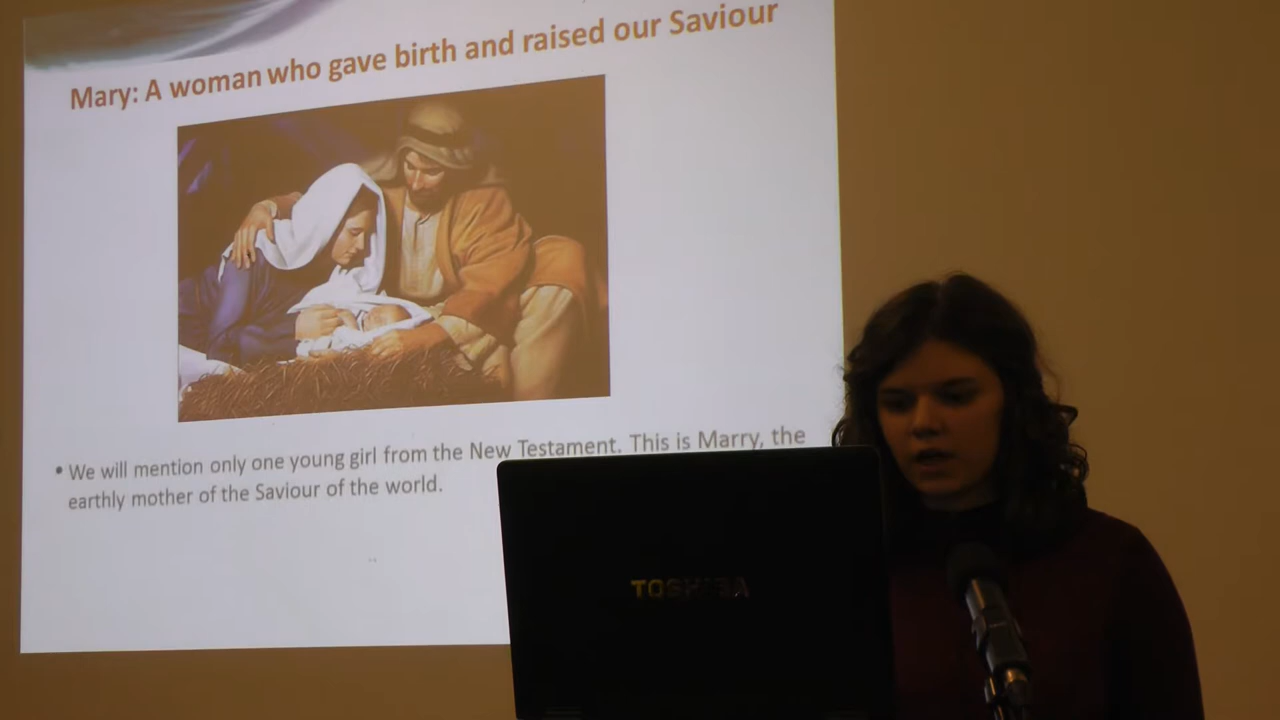 Mary: A woman who gave birth and raised our Saviour
• We will mention only one young girl from the New Testament. This is Marry, the
earthly mother of the Saviour of the world.
TOSHIBA